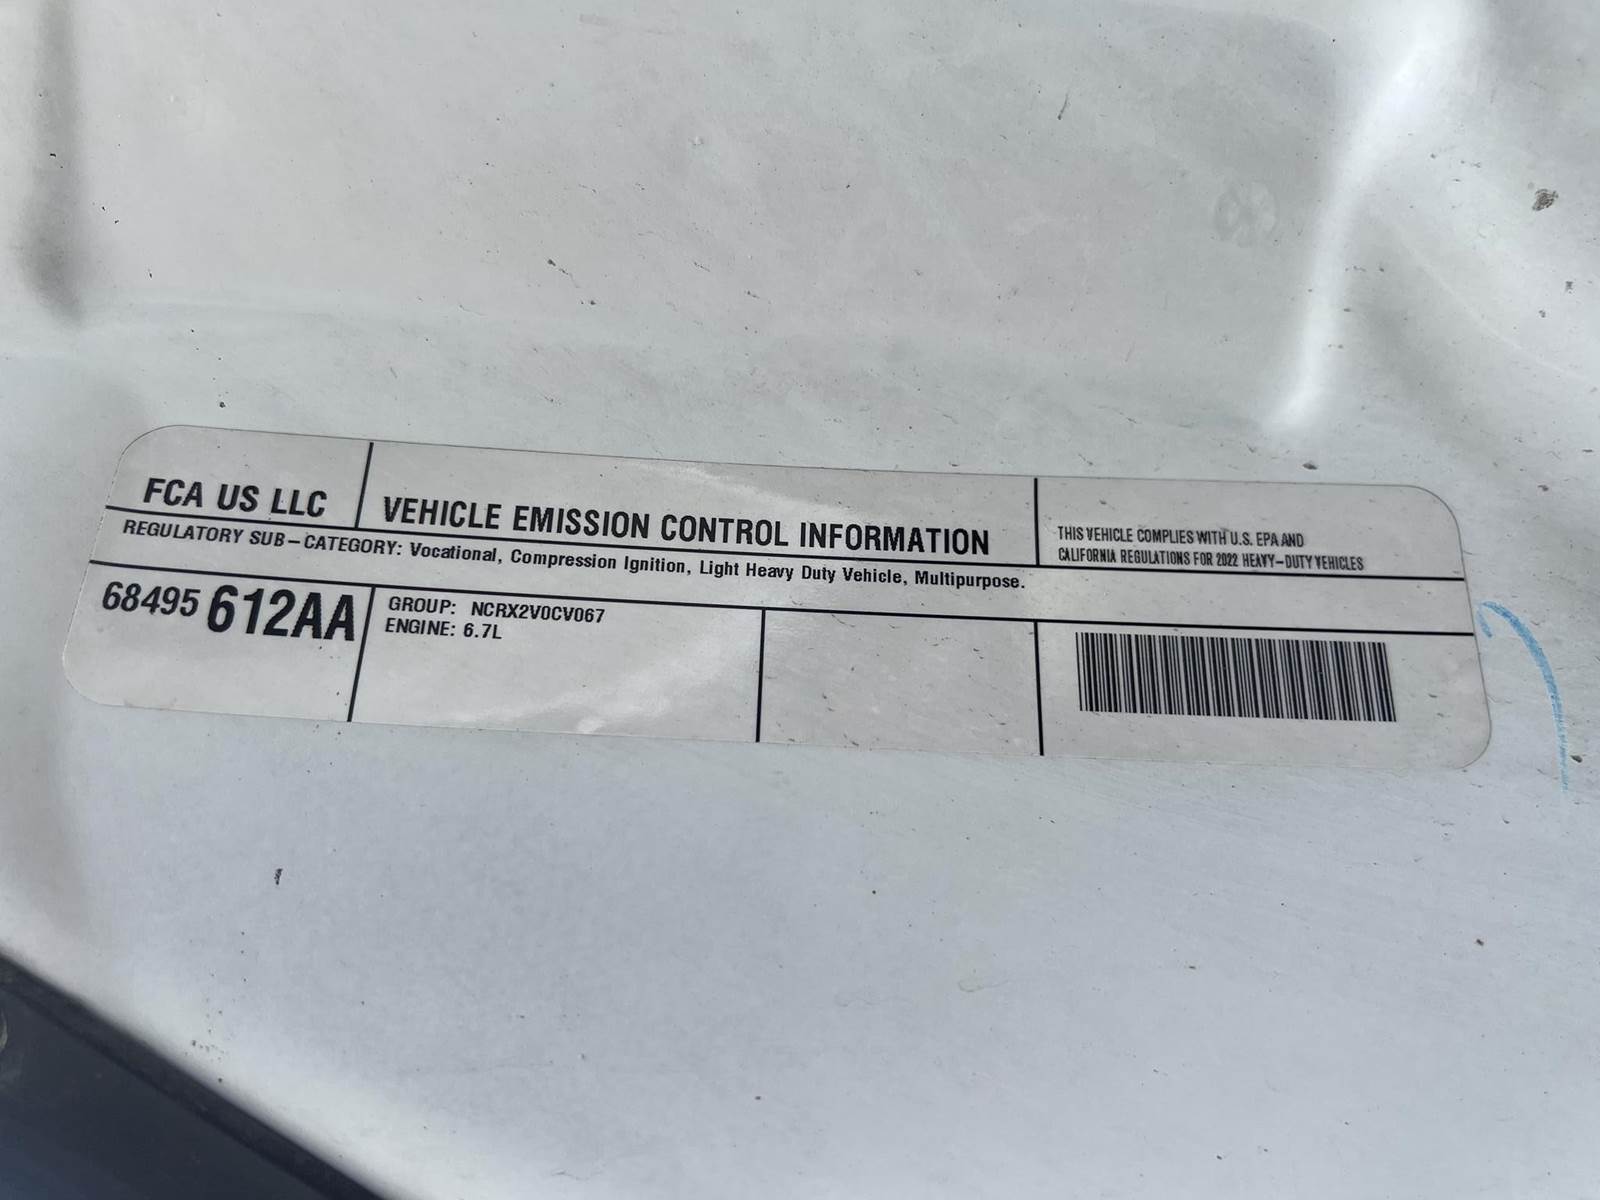 FCA US LLC
VEHICLE EMISSION CONTROL INFORMATION
THIS VEHICLE COMPLIES WITH U.S. EPA AND
CALIFORNIA REGULATIONS FOR 2022 HEAVY-DUTY VEHICLES
REGULATORY SUB-CATEGORY: Vocational, Compression Ignition, Light Heavy Duty Vehicle, Multipurpose.
68495 612AA
GROUP: NCRX2V0CV067
ENGINE: 6.7L